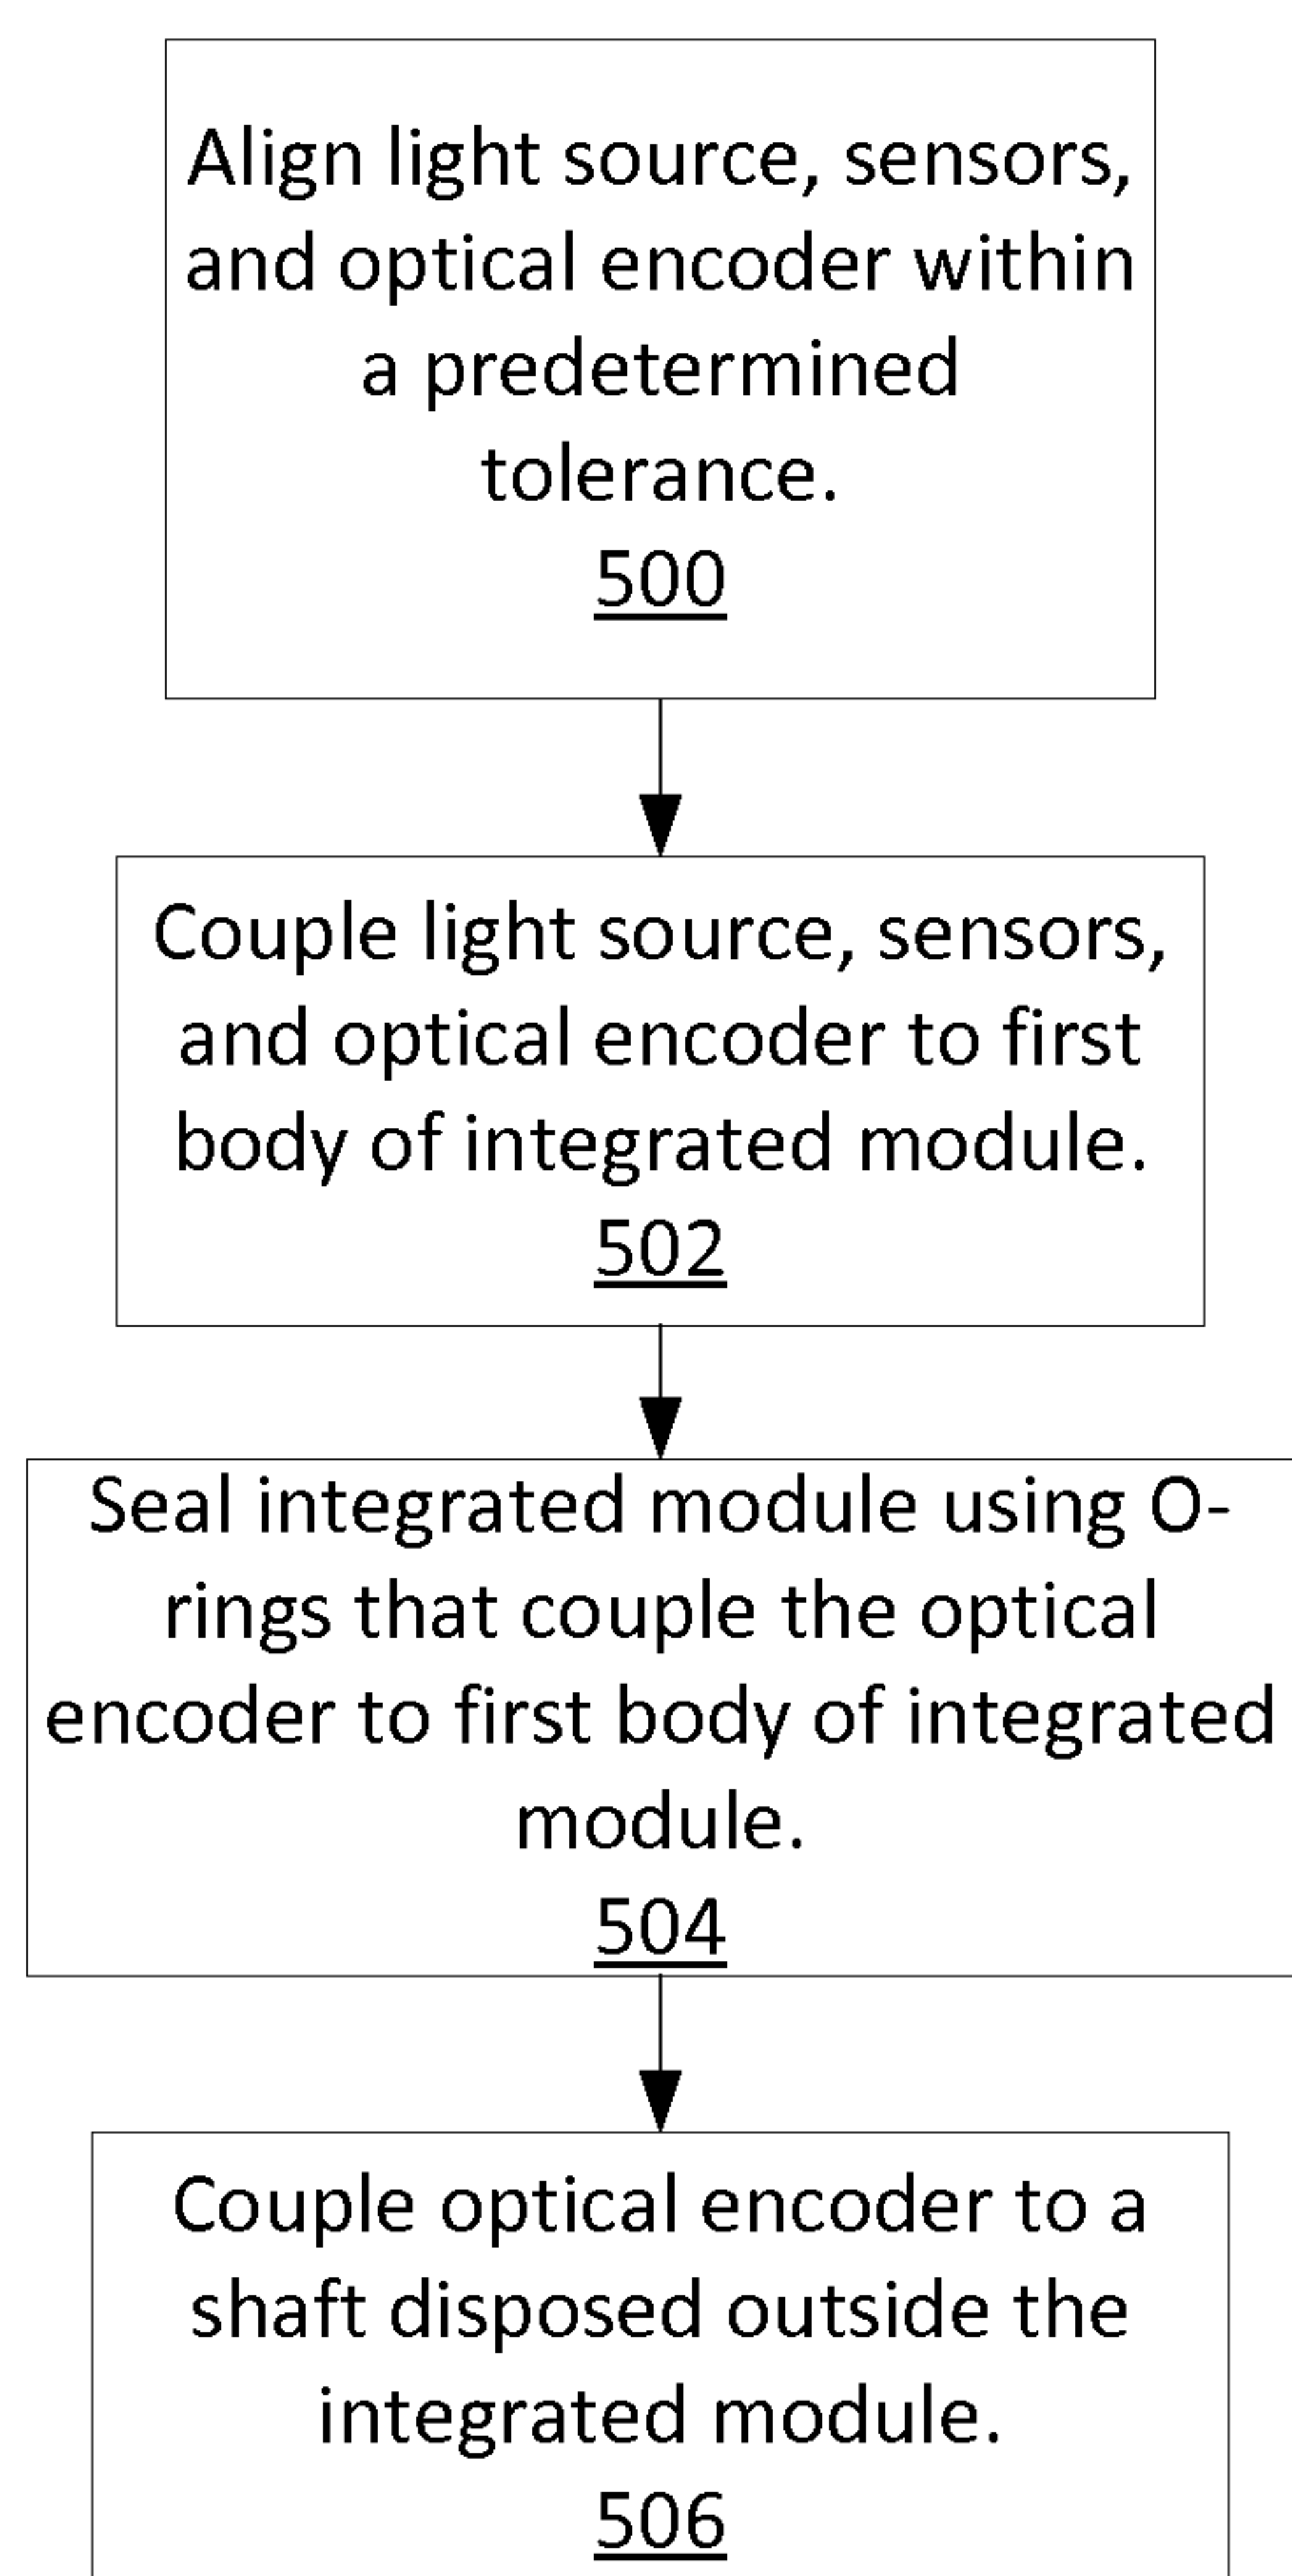 Align light source, sensors,
and optical encoder within
a predetermined
tolerance.
500
Couple light source, sensors,
and optical encoder to first
body of integrated module.
502
Seal integrated module using O-
rings that couple the optical
encoder to first body of integrated
module.
504
Couple optical encoder to a
shaft disposed outside the
integrated module.
506